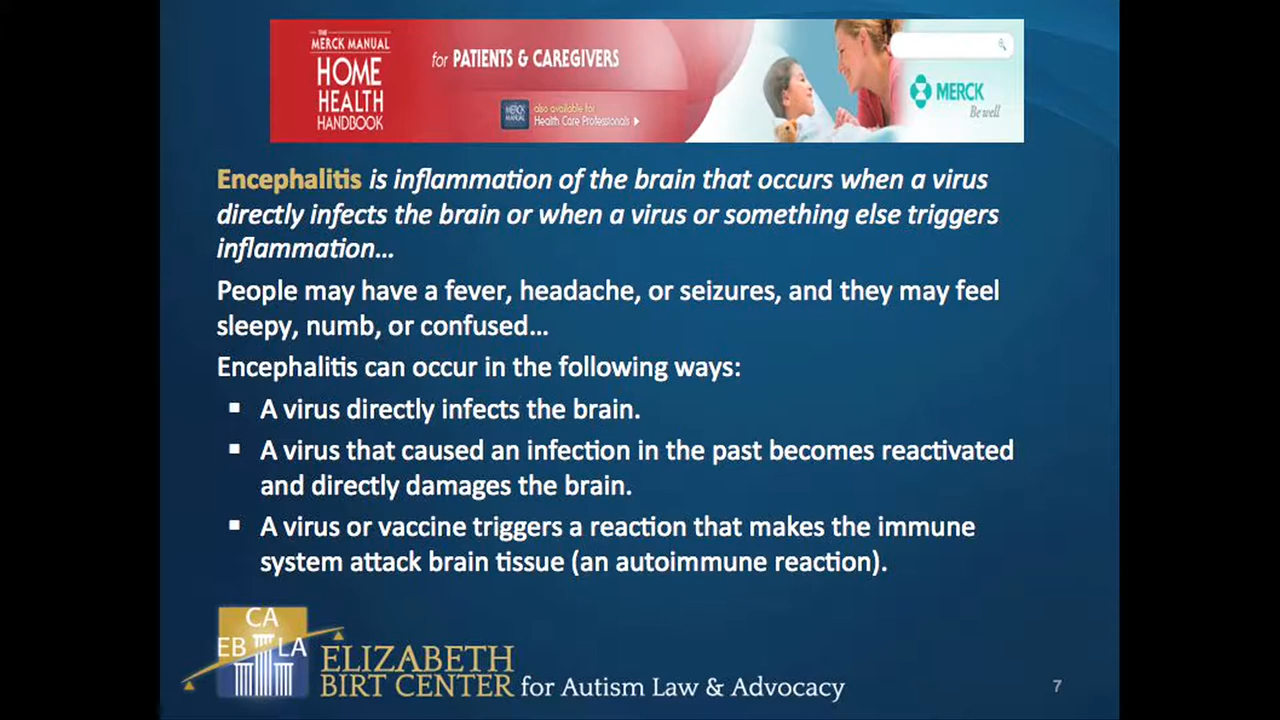 THE
MERCK MANUAL
HOME
HEALTH
HANDBOOK
for PATIENTS & CAREGIVERS
MERCK
MANUAL
also available for
Health Care Professionals
MERCK
Be well
Encephalitis is inflammation of the brain that occurs when a virus
directly infects the brain or when a virus or something else triggers
inflammation...
People may have a fever, headache, or seizures, and they may feel
sleepy, numb, or confused...
Encephalitis can occur in the following ways:
▪ A virus directly infects the brain.
▪ A virus that caused an infection in the past becomes reactivated
and directly damages the brain.
▪ A virus or vaccine triggers a reaction that makes the immune
system attack brain tissue (an autoimmune reaction).
CA
EB LA
ELIZABETH
BIRT CENTER for Autism Law & Advocacy
7